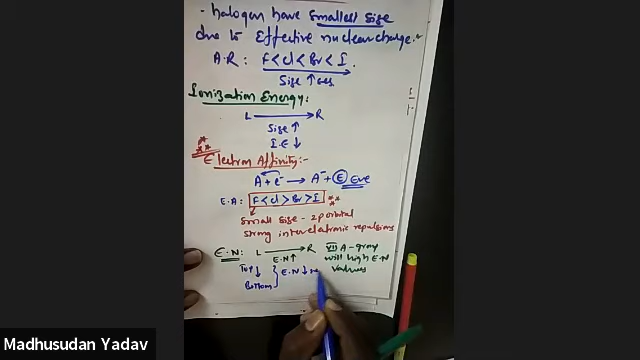 - halogen have Smallest Size
due to Effective nuclear charge.
A.R: F < Cl < Br < I.
Size ↑ ses
Ionization Energy:
L → R
Size ↑
I.E ↓
Electron Affinity:-
A + e⁻ → A⁻ + E
E.A: F < Cl > Br > I
Small Size - 2p orbital
strong interelatronic repulsions
E.N: L → R VII A-group
E.N ↑ will high E.N
Top ↓ } E.N ↓ values
Bottom
Madhusudan Yadav